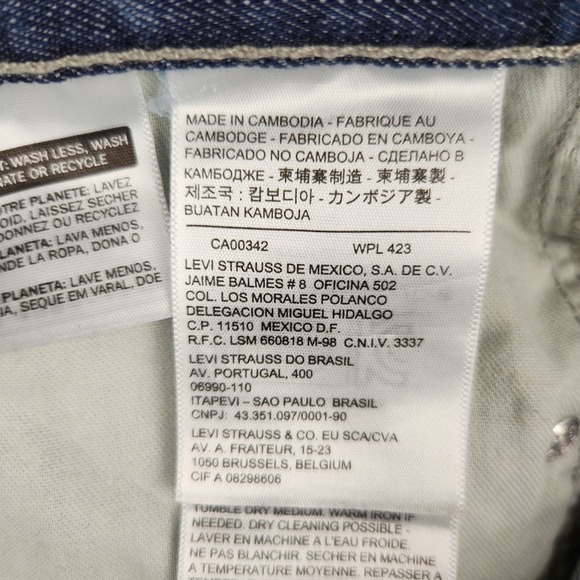 T: WASH LESS, WASH
NATE OR RECYCLE
TRE PLANETE: LAVEZ
OID, LAISSEZ SECHER
DONNEZ OU RECYCLEZ
PLANETA: LAVA MENOS,
NDE LA ROPA, DONA O
PLANETA: LAVE MENOS,
IA, SEQUE EM VARAL, DOE
MADE IN CAMBODIA - FABRIQUE AU
CAMBODGE - FABRICADO EN CAMBOYA -
FABRICADO NO CAMBOJA - СДЕЛАНО В
КАМБОДЖЕ - 柬埔寨制造 - 柬埔寨製 -
제조국 : 캄보디아 - カンボジア製 -
BUATAN KAMBOJA
CA00342 WPL 423
LEVI STRAUSS DE MEXICO, S.A. DE C.V.
JAIME BALMES # 8 OFICINA 502
COL. LOS MORALES POLANCO
DELEGACION MIGUEL HIDALGO
C.P. 11510 MEXICO D.F.
R.F.C. LSM 660818 M-98 C.N.I.V. 3337
LEVI STRAUSS DO BRASIL
AV. PORTUGAL, 400
06990-110
ITAPEVI – SAO PAULO BRASIL
CNPJ: 43.351.097/0001-90
LEVI STRAUSS & CO. EU SCA/CVA
AV. A. FRAITEUR, 15-23
1050 BRUSSELS, BELGIUM
CIF A 08298606
TUMBLE DRY MEDIUM. WARM IRON IF
NEEDED. DRY CLEANING POSSIBLE -
LAVER EN MACHINE A L'EAU FROIDE.
NE PAS BLANCHIR. SECHER EN MACHINE
A TEMPERATURE MOYENNE. REPASSER A